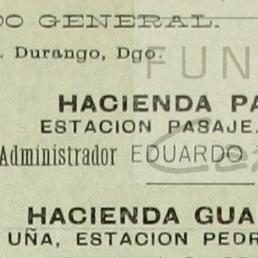 DO GENERAL.
. Durango, Dgo.
FUN
HACIENDA PA
ESTACION PASAJE.
Administrador EDUARDO
HACIENDA GUA
UÑA, ESTACION PEDR